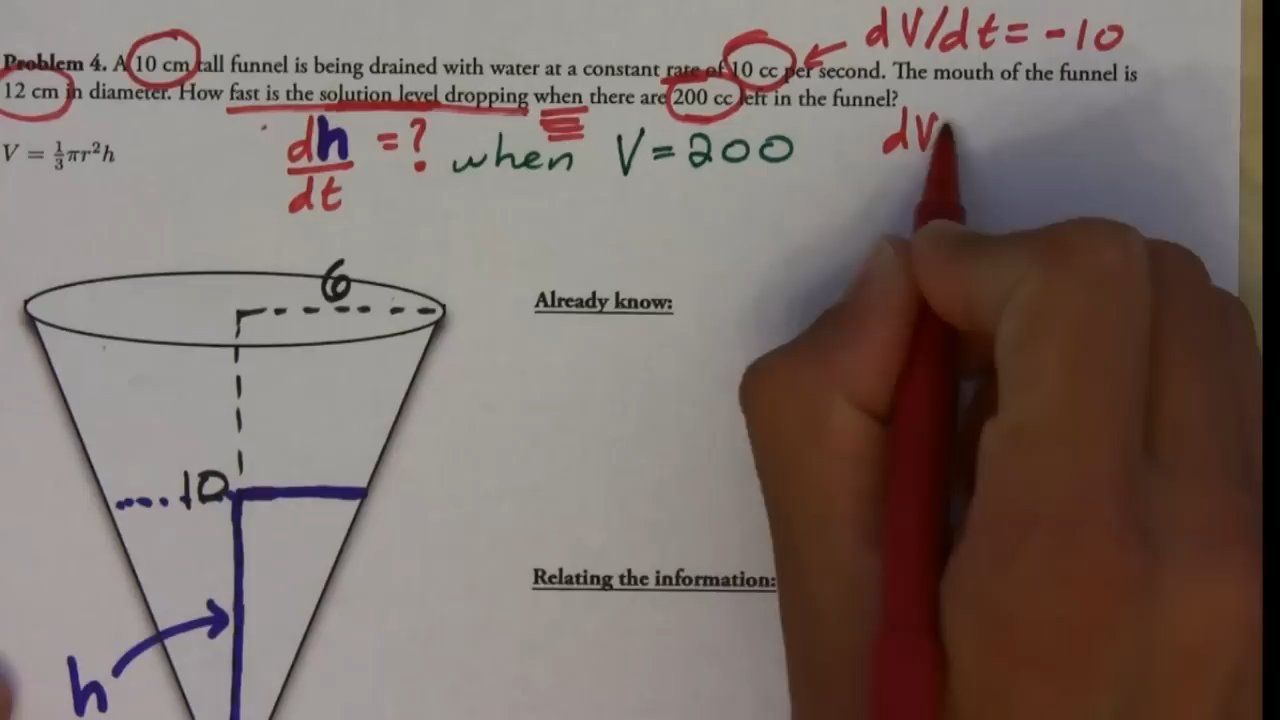 dV/dt = -10
Problem 4. A 10 cm tall funnel is being drained with water at a constant rate of 10 cc per second. The mouth of the funnel is
12 cm in diameter. How fast is the solution level dropping when there are 200 cc left in the funnel?
V = 1/3 πr²h
dh/dt = ? when V = 200
dV
6
Already know:
10
Relating the information:
h